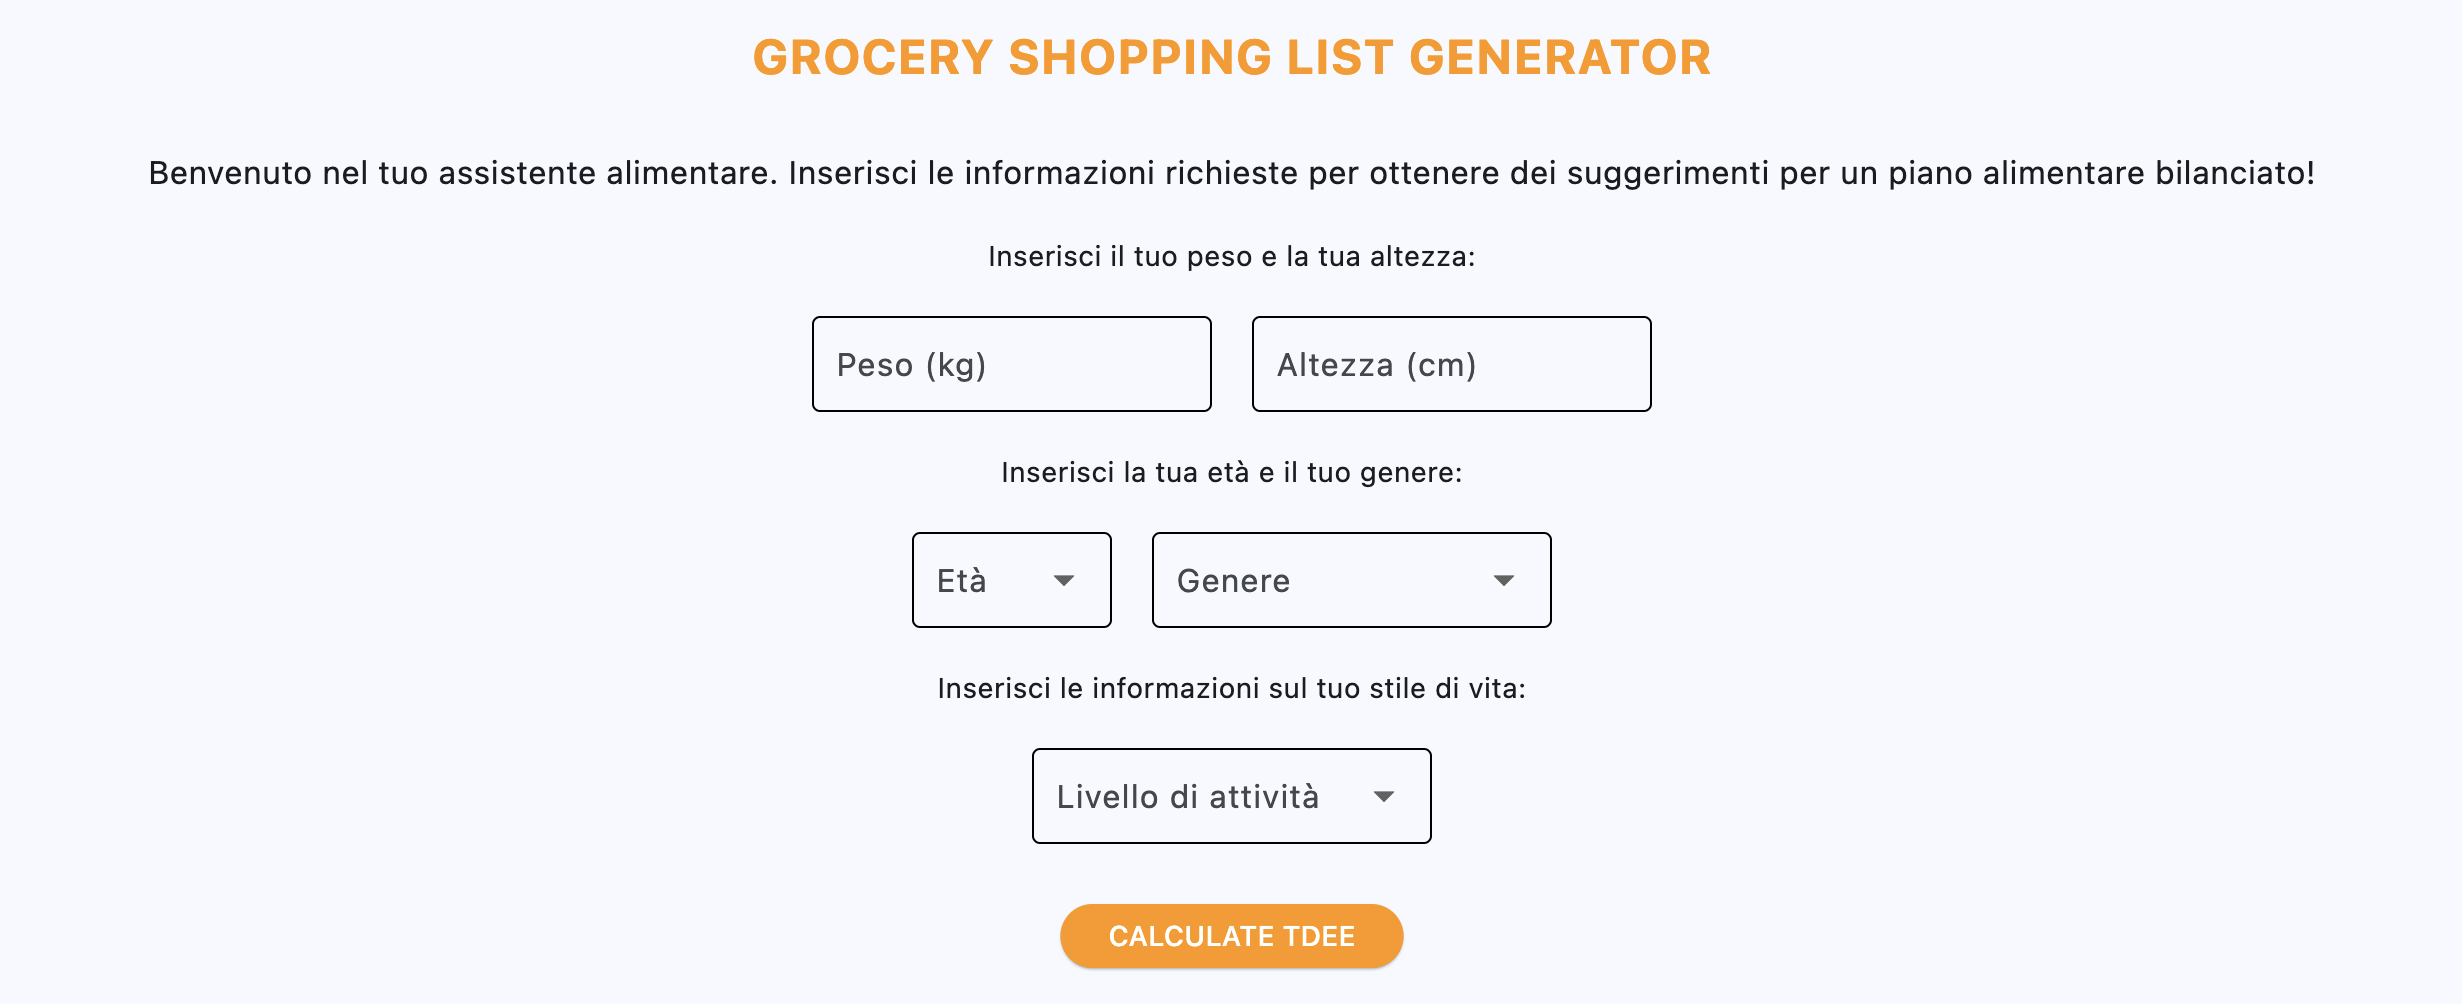 GROCERY SHOPPING LIST GENERATOR
Benvenuto nel tuo assistente alimentare. Inserisci le informazioni richieste per ottenere dei suggerimenti per un piano alimentare bilanciato!
Inserisci il tuo peso e la tua altezza:
Peso (kg) Altezza (cm)
Inserisci la tua età e il tuo genere:
Età Genere
Inserisci le informazioni sul tuo stile di vita:
Livello di attività
CALCULATE TDEE